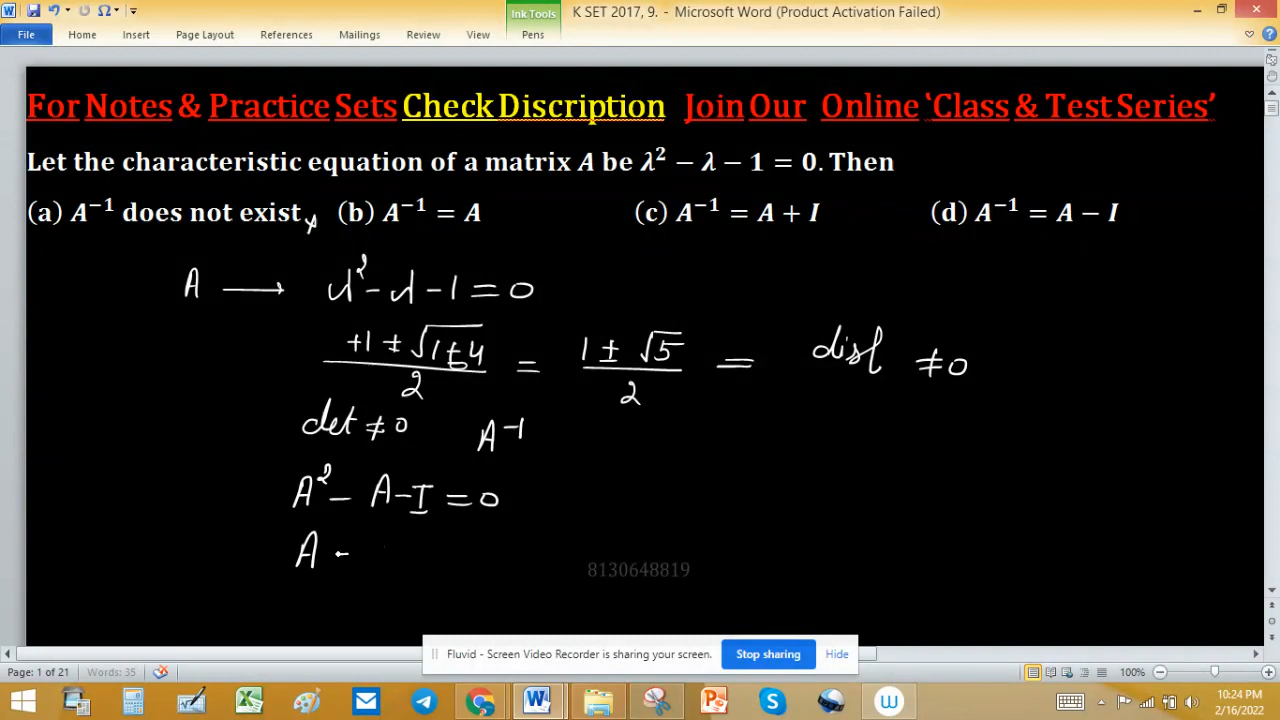 Ink Tools
K SET 2017, 9. - Microsoft Word (Product Activation Failed)
File Home Insert Page Layout References Mailings Review View Pens
For Notes & Practice Sets Check Discription Join Our Online ‘Class & Test Series’
Let the characteristic equation of a matrix A be λ² − λ − 1 = 0. Then
(a) A⁻¹ does not exist (b) A⁻¹ = A (c) A⁻¹ = A + I (d) A⁻¹ = A − I
A ⟶ λ² − λ − 1 = 0
+1 ± √1+4 / 2 = 1 ± √5 / 2 = dist ≠ 0
det ≠ 0 A⁻¹
A² − A − I = 0
A -
8130648819
Fluvid - Screen Video Recorder is sharing your screen. Stop sharing Hide
Page: 1 of 21 Words: 35 100%
10:24 PM
2/16/2022